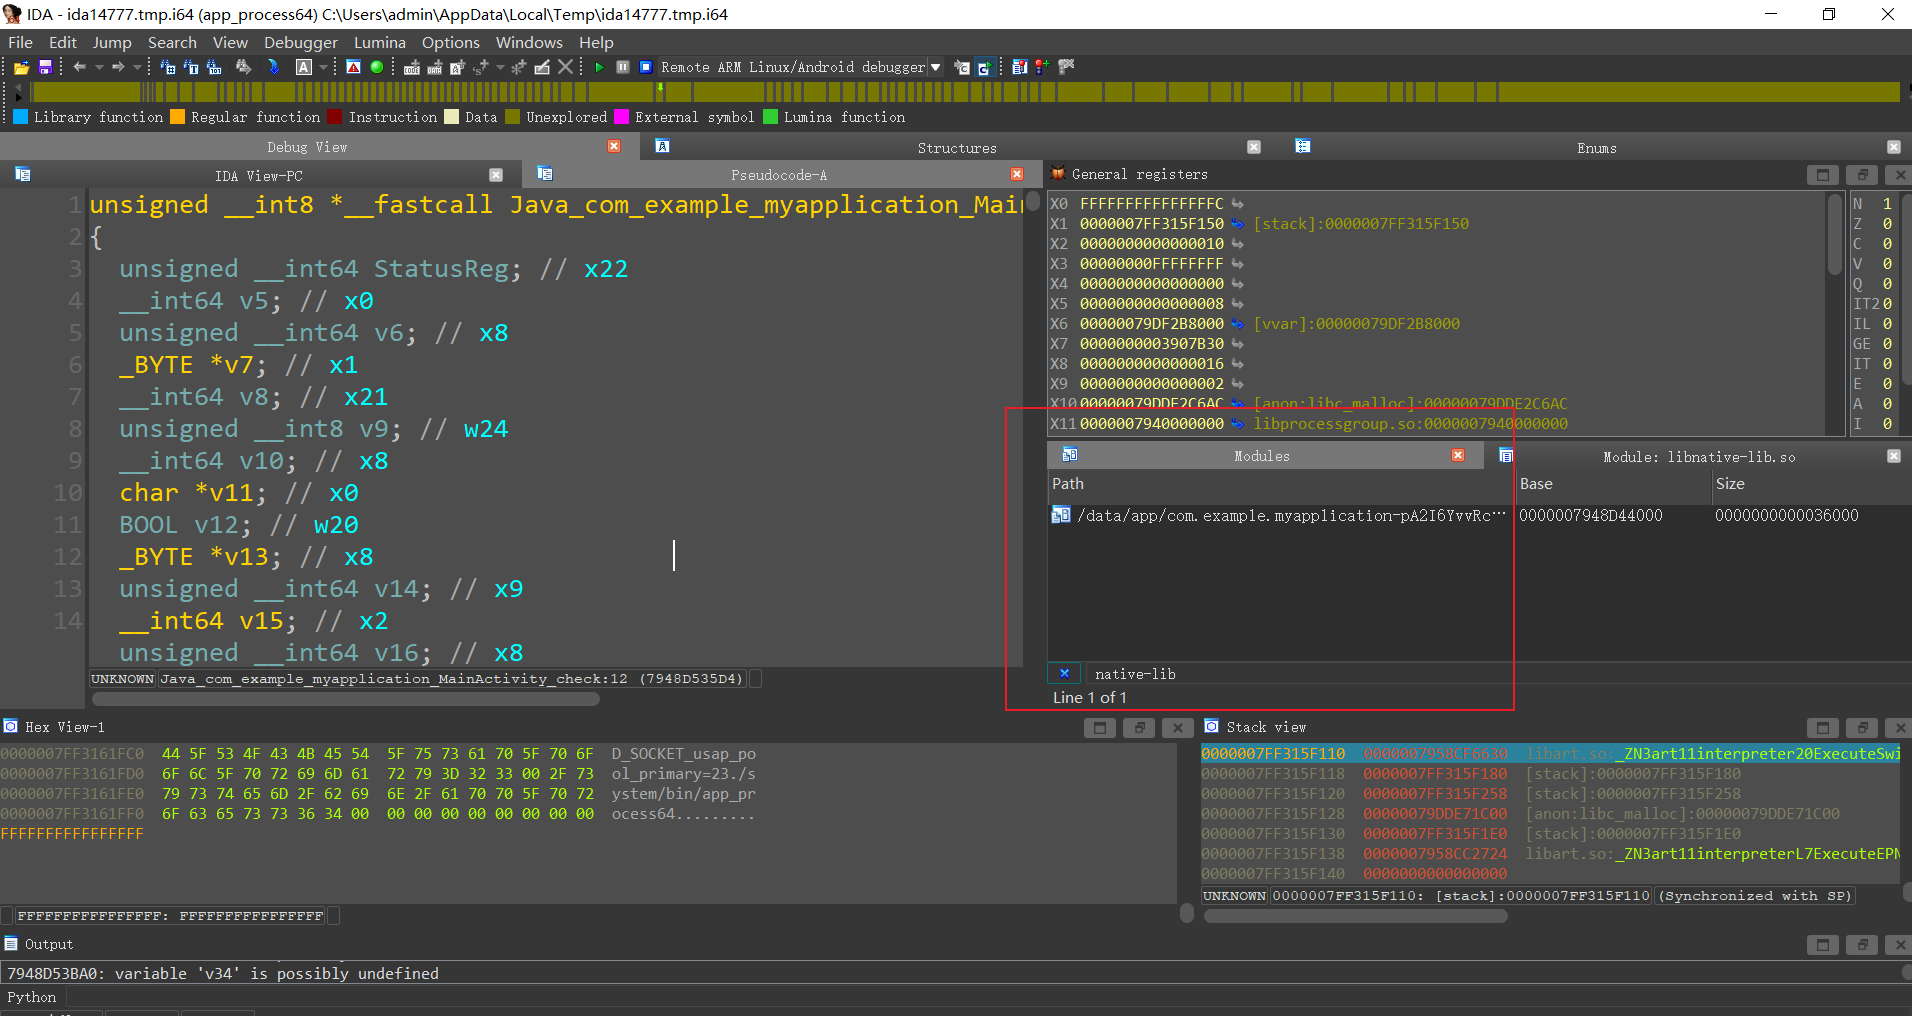 IDA - ida14777.tmp.i64 (app_process64) C:\Users\admin\AppData\Local\Temp\ida14777.tmp.i64
File Edit Jump Search View Debugger Lumina Options Windows Help
Remote ARM Linux/Android debugger
Library function Regular function Instruction Data Unexplored External symbol Lumina function
Debug View Structures Enums
IDA View-PC Pseudocode-A
1 unsigned __int8 *__fastcall Java_com_example_myapplication_Mai
2 {
3 unsigned __int64 StatusReg; // x22
4 __int64 v5; // x0
5 unsigned __int64 v6; // x8
6 _BYTE *v7; // x1
7 __int64 v8; // x21
8 unsigned __int8 v9; // w24
9 __int64 v10; // x8
10 char *v11; // x0
11 BOOL v12; // w20
12 _BYTE *v13; // x8
13 unsigned __int64 v14; // x9
14 __int64 v15; // x2
unsigned __int64 v16; // x8
UNKNOWN Java_com_example_myapplication_MainActivity_check:12 (7948D535D4)
General registers
X0 FFFFFFFFFFFFFFFC
X1 0000007FF315F150 [stack]:0000007FF315F150
X2 0000000000000010
X3 00000000FFFFFFFF
X4 0000000000000000
X5 0000000000000008
X6 00000079DF2B8000 [vvar]:00000079DF2B8000
X7 0000000003907B30
X8 0000000000000016
X9 0000000000000002
X10 00000079DDE2C6AC [anon:libc_malloc]:00000079DDE2C6AC
X11 0000007940000000 libprocessgroup.so:0000007940000000
N 1
Z 0
C 0
V 0
Q 0
IT2 0
IL 0
GE 0
IT 0
E 0
A 0
I 0
Modules Module: libnative-lib.so
Path Base Size
/data/app/com.example.myapplication-pA2I6YvvRc… 0000007948D44000 0000000000036000
native-lib
Line 1 of 1
Hex View-1
0000007FF3161FC0 44 5F 53 4F 43 4B 45 54 5F 75 73 61 70 5F 70 6F D_SOCKET_usap_po
0000007FF3161FD0 6F 6C 5F 70 72 69 6D 61 72 79 3D 32 33 00 2F 73 ol_primary=23./s
0000007FF3161FE0 79 73 74 65 6D 2F 62 69 6E 2F 61 70 70 5F 70 72 ystem/bin/app_pr
0000007FF3161FF0 6F 63 65 73 73 36 34 00 00 00 00 00 00 00 00 00 ocess64.........
FFFFFFFFFFFFFFFF
FFFFFFFFFFFFFFFF: FFFFFFFFFFFFFFFF
Stack view
0000007FF315F110 0000007958CF6630 libart.so:_ZN3art11interpreter20ExecuteSwi
0000007FF315F118 0000007FF315F180 [stack]:0000007FF315F180
0000007FF315F120 0000007FF315F258 [stack]:0000007FF315F258
0000007FF315F128 00000079DDE71C00 [anon:libc_malloc]:00000079DDE71C00
0000007FF315F130 0000007FF315F1E0 [stack]:0000007FF315F1E0
0000007FF315F138 0000007958CC2724 libart.so:_ZN3art11interpreterL7ExecuteEPN
0000007FF315F140 0000000000000000
UNKNOWN 0000007FF315F110: [stack]:0000007FF315F110 (Synchronized with SP)
Output
7948D53BA0: variable 'v34' is possibly undefined
Python